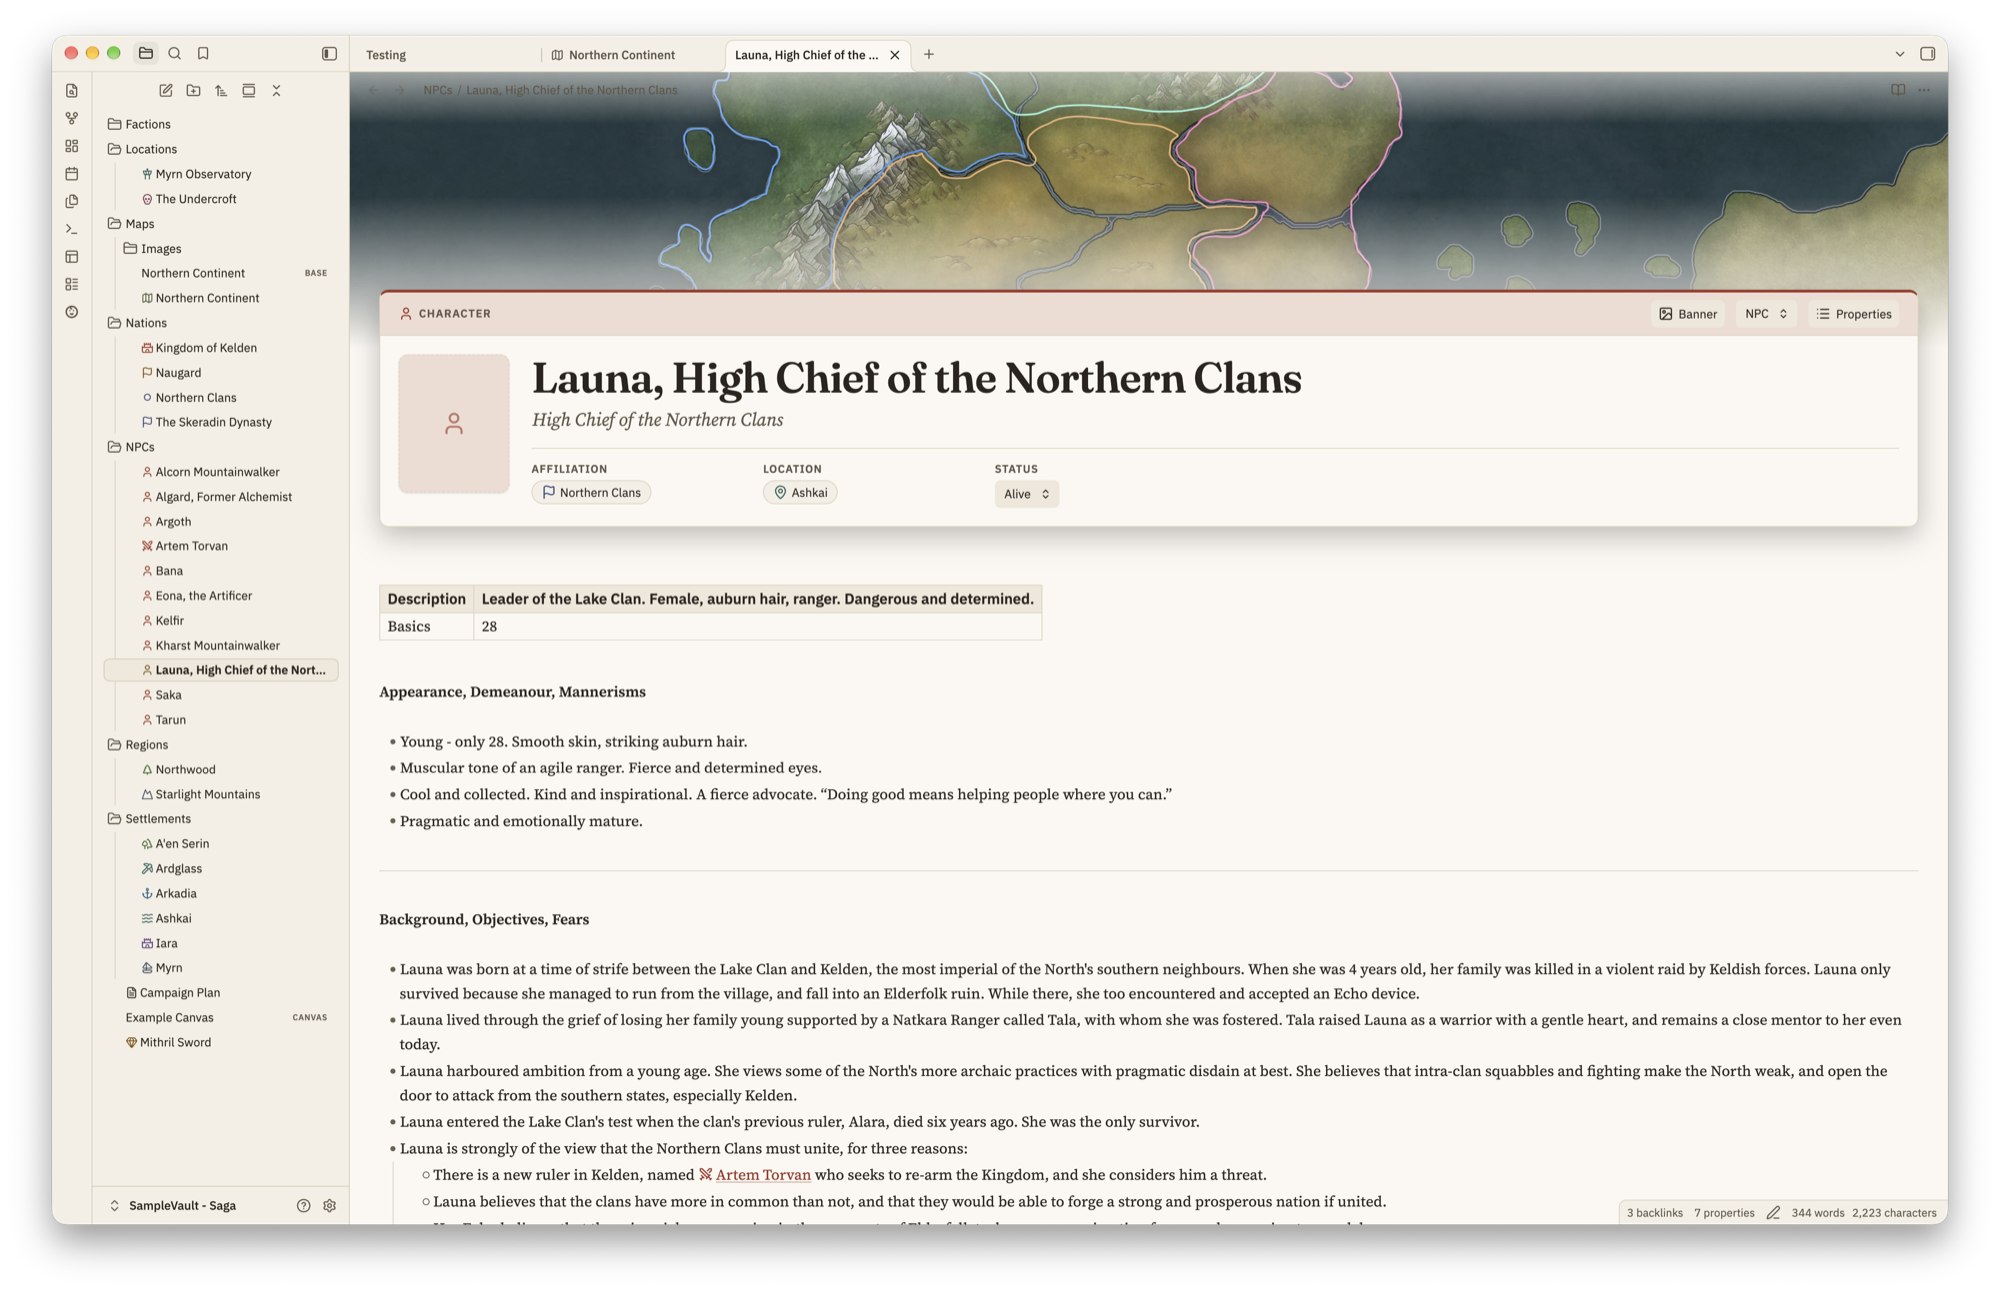 Testing
Northern Continent
Launa, High Chief of the ...
NPCs / Launa, High Chief of the Northern Clans
Factions
Locations
Myrn Observatory
The Undercroft
Maps
Images
Northern Continent BASE
Northern Continent
Nations
Kingdom of Kelden
Naugard
Northern Clans
The Skeradin Dynasty
NPCs
Alcorn Mountainwalker
Algard, Former Alchemist
Argoth
Artem Torvan
Bana
Eona, the Artificer
Kelfir
Kharst Mountainwalker
Launa, High Chief of the Nort...
Saka
Tarun
Regions
Northwood
Starlight Mountains
Settlements
A'en Serin
Ardglass
Arkadia
Ashkai
Iara
Myrn
Campaign Plan
Example Canvas CANVAS
Mithril Sword
SampleVault - Saga
CHARACTER
Banner
NPC
Properties
Launa, High Chief of the Northern Clans
High Chief of the Northern Clans
AFFILIATION LOCATION STATUS
Northern Clans Ashkai Alive
Description Leader of the Lake Clan. Female, auburn hair, ranger. Dangerous and determined.
Basics 28
Appearance, Demeanour, Mannerisms
Young - only 28. Smooth skin, striking auburn hair.
Muscular tone of an agile ranger. Fierce and determined eyes.
Cool and collected. Kind and inspirational. A fierce advocate. “Doing good means helping people where you can.”
Pragmatic and emotionally mature.
Background, Objectives, Fears
Launa was born at a time of strife between the Lake Clan and Kelden, the most imperial of the North's southern neighbours. When she was 4 years old, her family was killed in a violent raid by Keldish forces. Launa only
survived because she managed to run from the village, and fall into an Elderfolk ruin. While there, she too encountered and accepted an Echo device.
Launa lived through the grief of losing her family young supported by a Natkara Ranger called Tala, with whom she was fostered. Tala raised Launa as a warrior with a gentle heart, and remains a close mentor to her even
today.
Launa harboured ambition from a young age. She views some of the North's more archaic practices with pragmatic disdain at best. She believes that intra-clan squabbles and fighting make the North weak, and open the
door to attack from the southern states, especially Kelden.
Launa entered the Lake Clan's test when the clan's previous ruler, Alara, died six years ago. She was the only survivor.
Launa is strongly of the view that the Northern Clans must unite, for three reasons:
There is a new ruler in Kelden, named Artem Torvan who seeks to re-arm the Kingdom, and she considers him a threat.
Launa believes that the clans have more in common than not, and that they would be able to forge a strong and prosperous nation if united.
3 backlinks 7 properties 344 words 2,223 characters